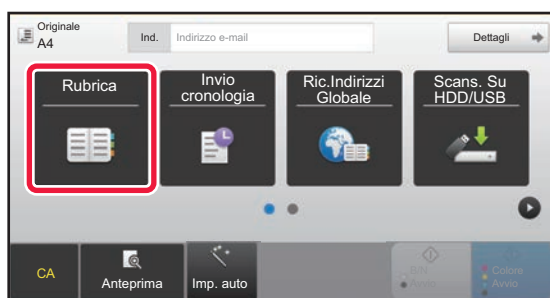 Originale
A4
Ind.
Indirizzo e-mail
Dettagli
Rubrica
Invio
cronologia
Ric.Indirizzi
Globale
Scans. Su
HDD/USB
CA
Anteprima
Imp. auto
B/N
Avvio
Colore
Avvio